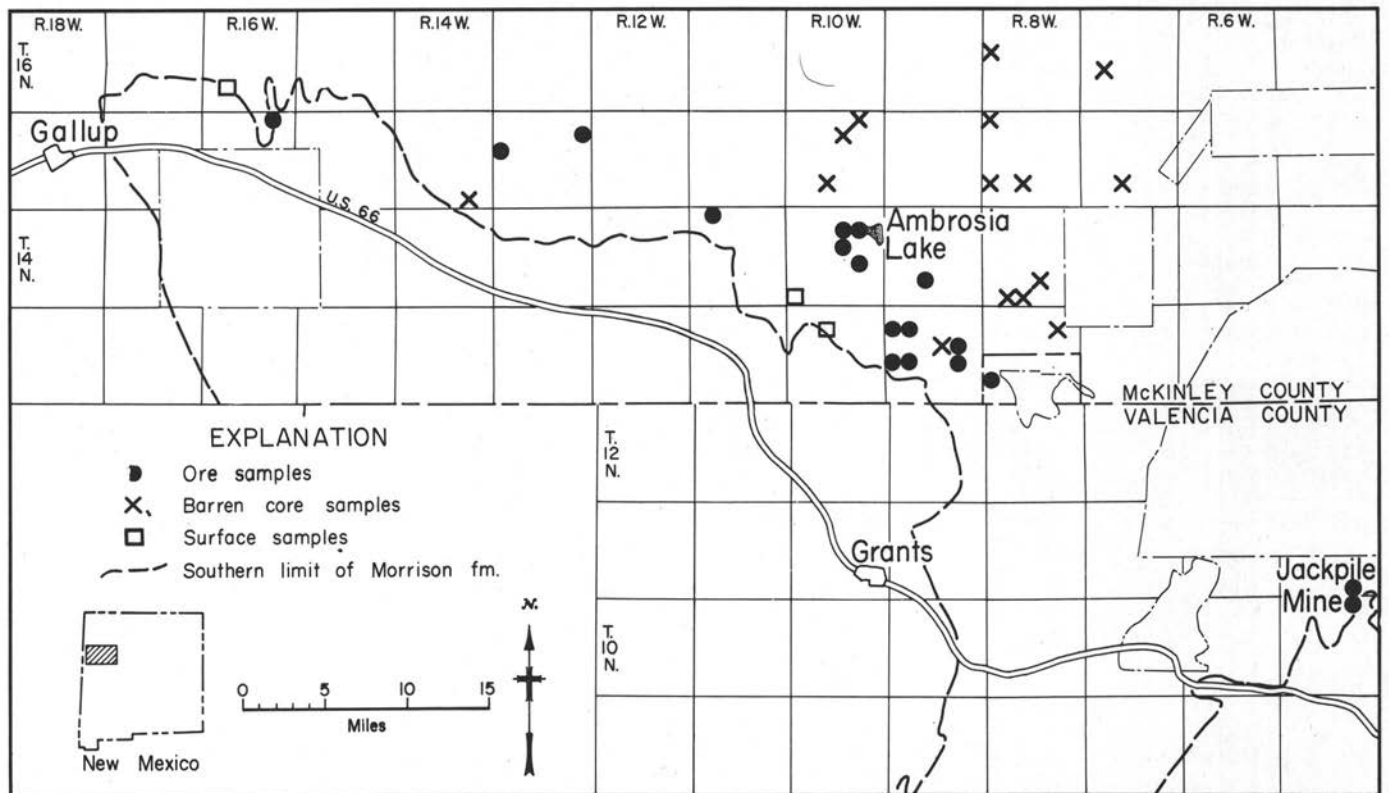 R.18W. R.16W. R.14W. R.12W. R.10W. R.8W. R.6W.
T.
16
N.
Gallup
U.S. 66
T.
14
N.
Ambrosia
Lake
McKINLEY COUNTY
VALENCIA COUNTY
EXPLANATION
Ore samples
Barren core samples
Surface samples
Southern limit of Morrison fm.
T.
12
N.
Grants
Jackpile
Mine
T.
10
N.
N.
0 5 10 15
Miles
New Mexico